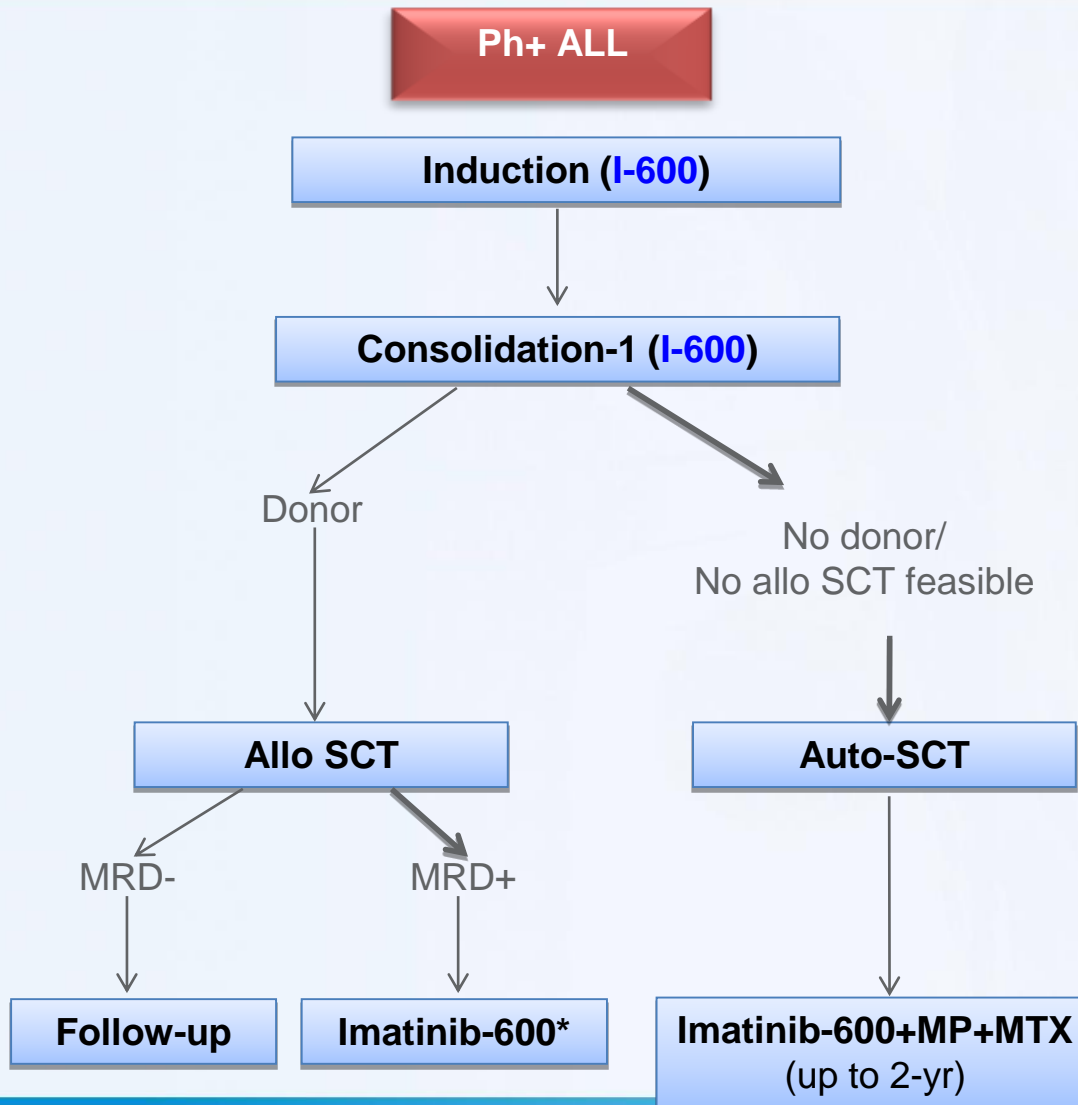 Ph+ ALL
Induction (I-600)
Consolidation-1 (I-600)
Donor
No donor/
No allo SCT feasible
Allo SCT
Auto-SCT
MRD-
MRD+
Follow-up
Imatinib-600*
Imatinib-600+MP+MTX
(up to 2-yr)